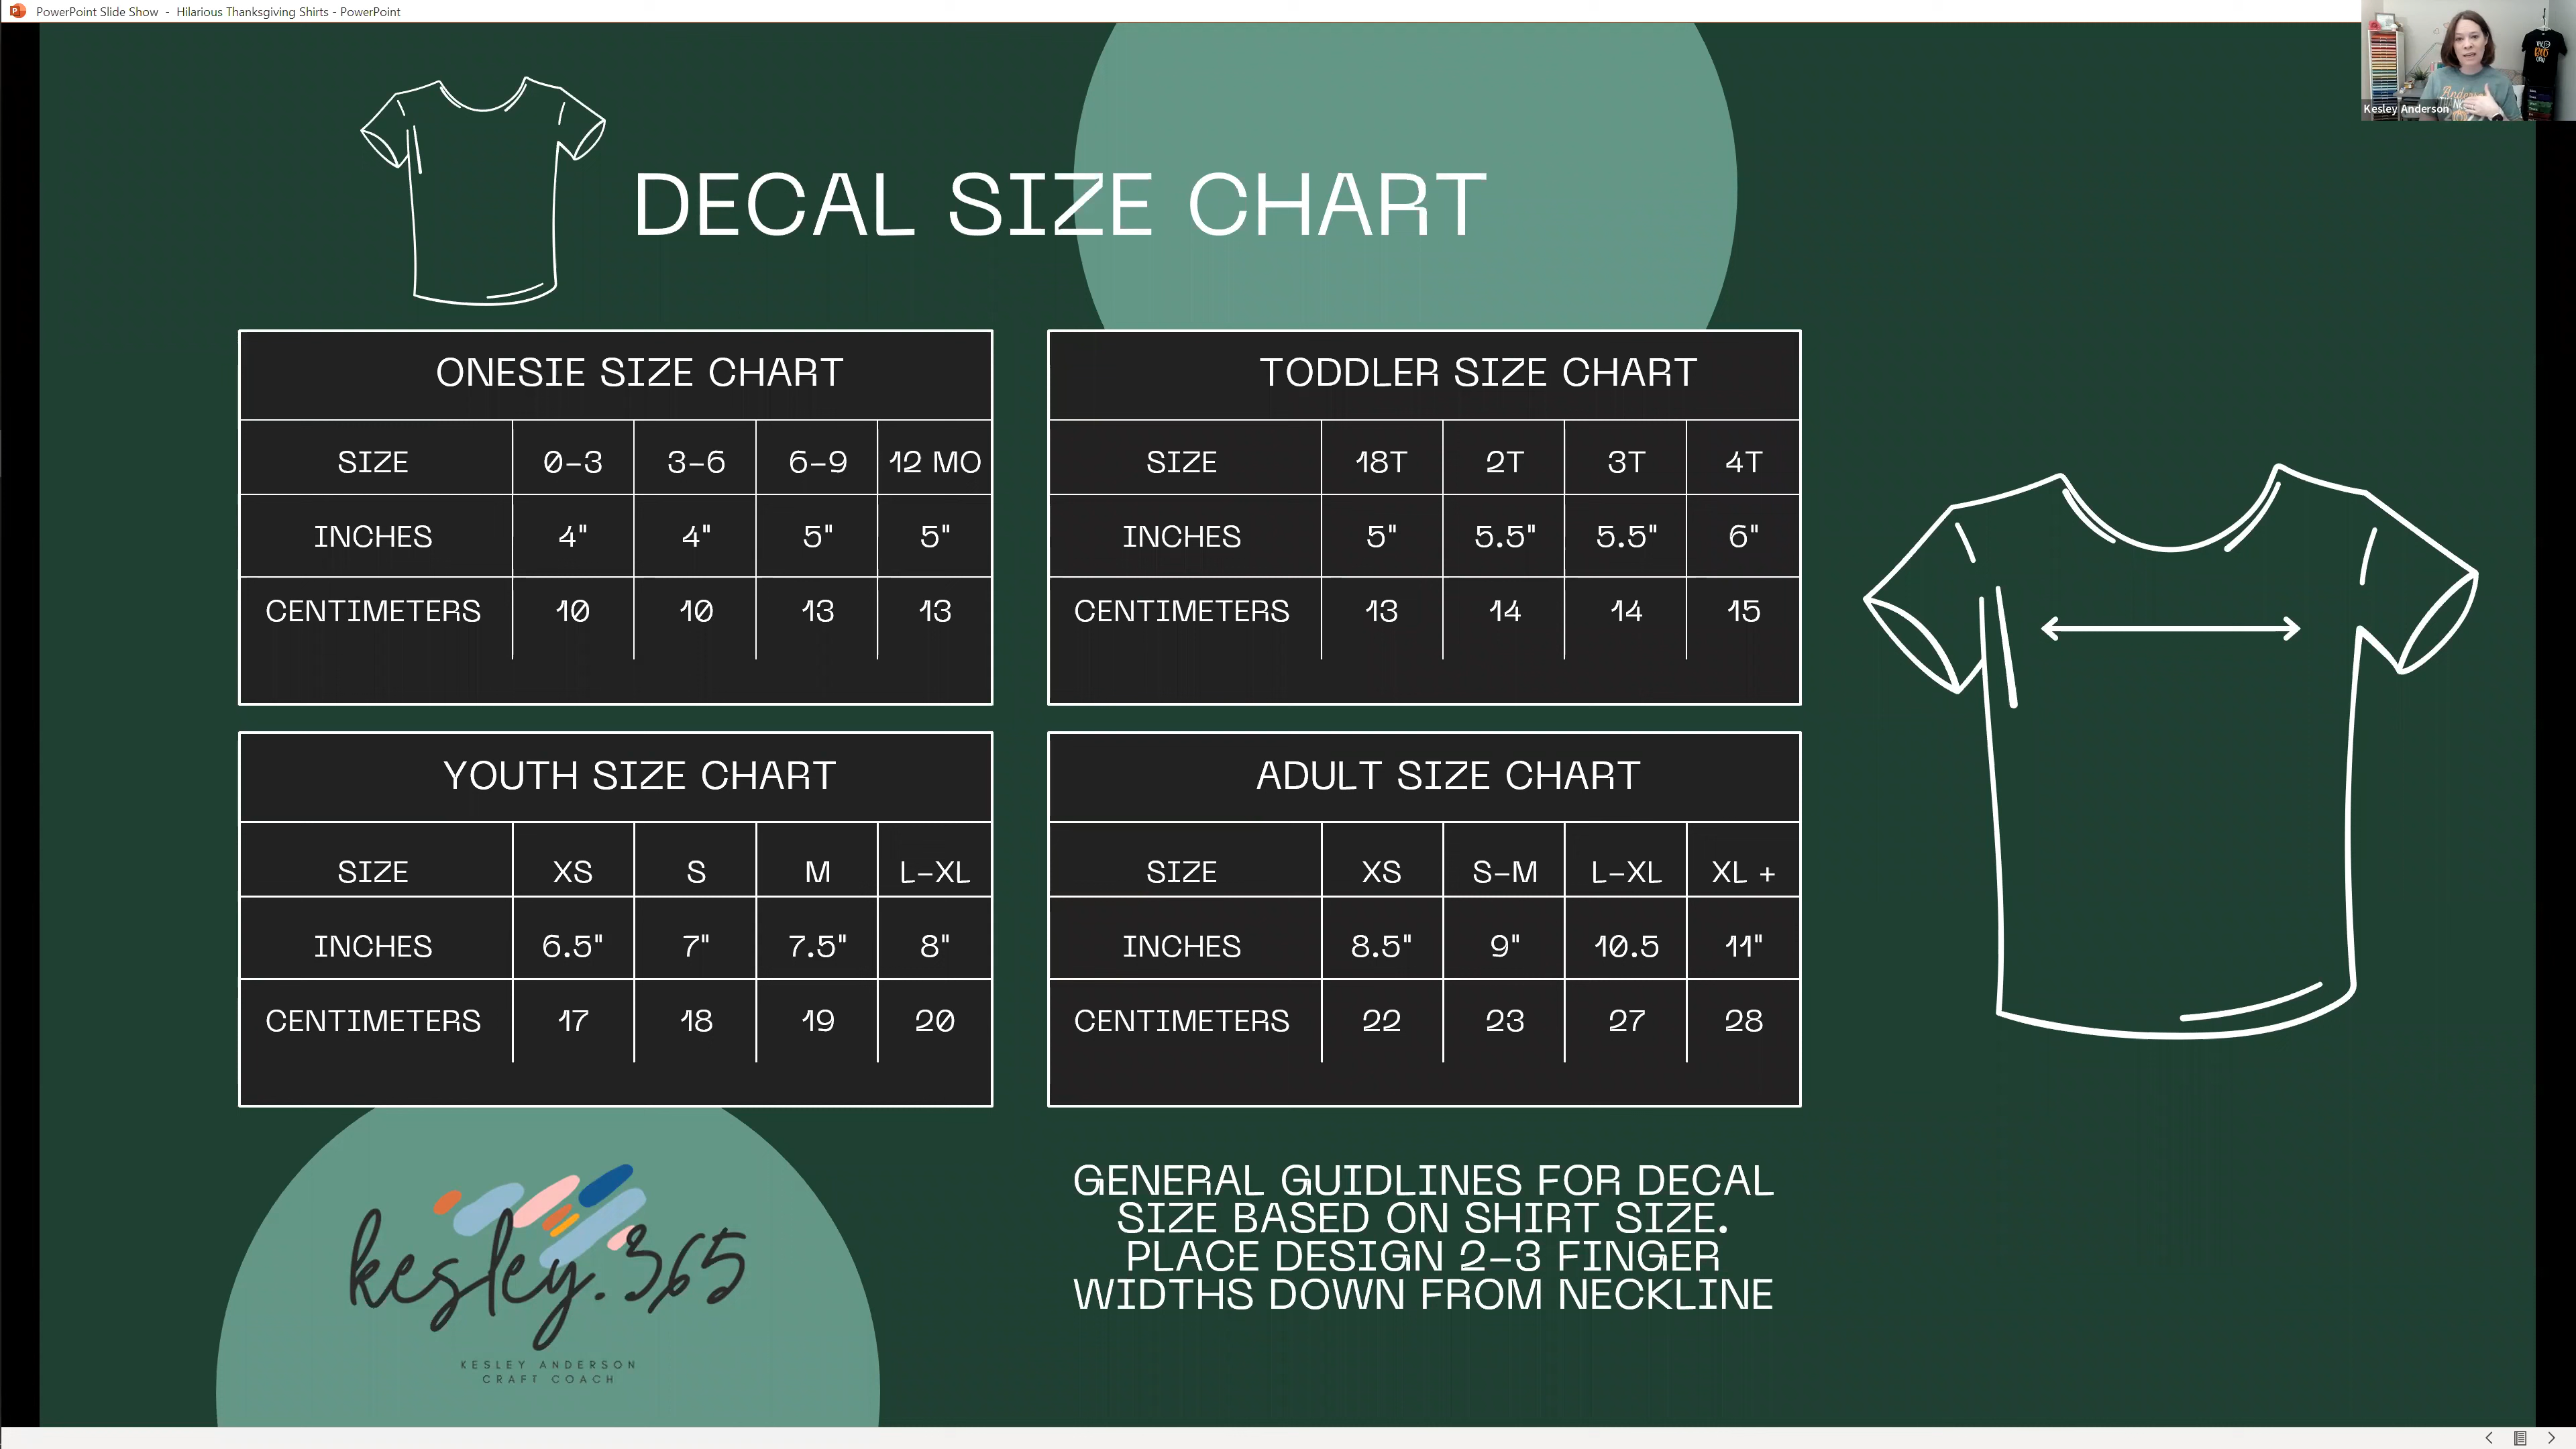 PowerPoint Slide Show - Hilarious Thanksgiving Shirts - PowerPoint
Kesley Anderson
DECAL SIZE CHART
ONESIE SIZE CHART
SIZE 0-3 3-6 6-9 12 MO
INCHES 4" 4" 5" 5"
CENTIMETERS 10 10 13 13
TODDLER SIZE CHART
SIZE 18T 2T 3T 4T
INCHES 5" 5.5" 5.5" 6"
CENTIMETERS 13 14 14 15
YOUTH SIZE CHART
SIZE XS S M L-XL
INCHES 6.5" 7" 7.5" 8"
CENTIMETERS 17 18 19 20
ADULT SIZE CHART
SIZE XS S-M L-XL XL +
INCHES 8.5" 9" 10.5 11"
CENTIMETERS 22 23 27 28
kesley.365
KESLEY ANDERSON
CRAFT COACH
GENERAL GUIDLINES FOR DECAL
SIZE BASED ON SHIRT SIZE.
PLACE DESIGN 2-3 FINGER
WIDTHS DOWN FROM NECKLINE